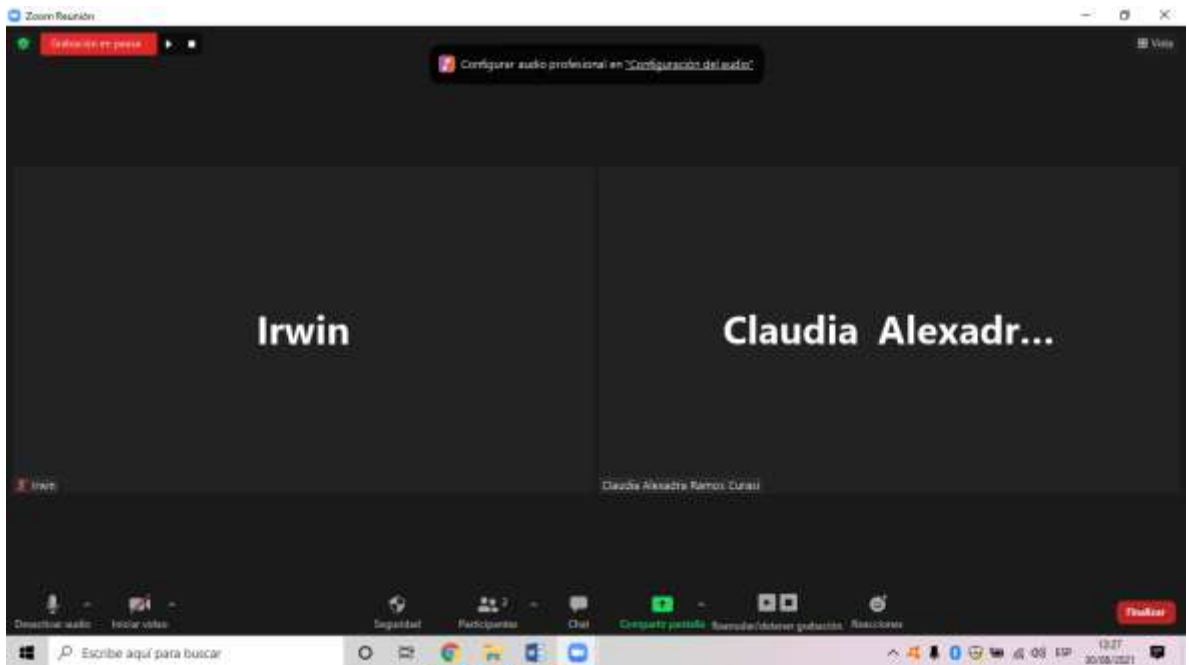 Zoom Reunión
Grabación en pausa
Configurar audio profesional en "Configuración del audio"
Vista
Irwin
Claudia Alexadr...
Irwin
Claudia Alexadra Ramos Curasi
Desactivar audio
Iniciar video
Seguridad
2
Participantes
Chat
Compartir pantalla
Reanudar/detener grabación
Reacciones
Finalizar
Escribe aquí para buscar
ESP
13:27
30/08/2021